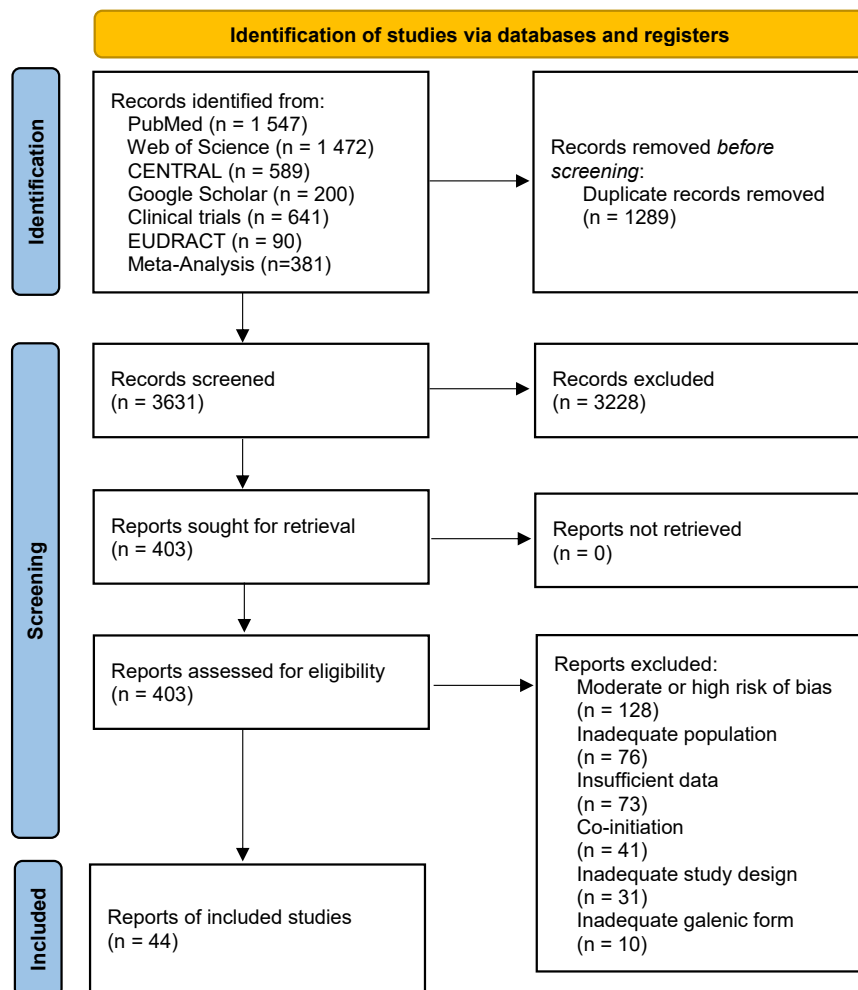 Identification of studies via databases and registers
Identification
Records identified from:
PubMed (n = 1 547)
Web of Science (n = 1 472)
CENTRAL (n = 589)
Google Scholar (n = 200)
Clinical trials (n = 641)
EUDRACT (n = 90)
Meta-Analysis (n=381)
Records removed before
screening:
Duplicate records removed
(n = 1289)
Screening
Records screened
(n = 3631)
Records excluded
(n = 3228)
Reports sought for retrieval
(n = 403)
Reports not retrieved
(n = 0)
Reports assessed for eligibility
(n = 403)
Reports excluded:
Moderate or high risk of bias
(n = 128)
Inadequate population
(n = 76)
Insufficient data
(n = 73)
Co-initiation
(n = 41)
Inadequate study design
(n = 31)
Inadequate galenic form
(n = 10)
Included
Reports of included studies
(n = 44)